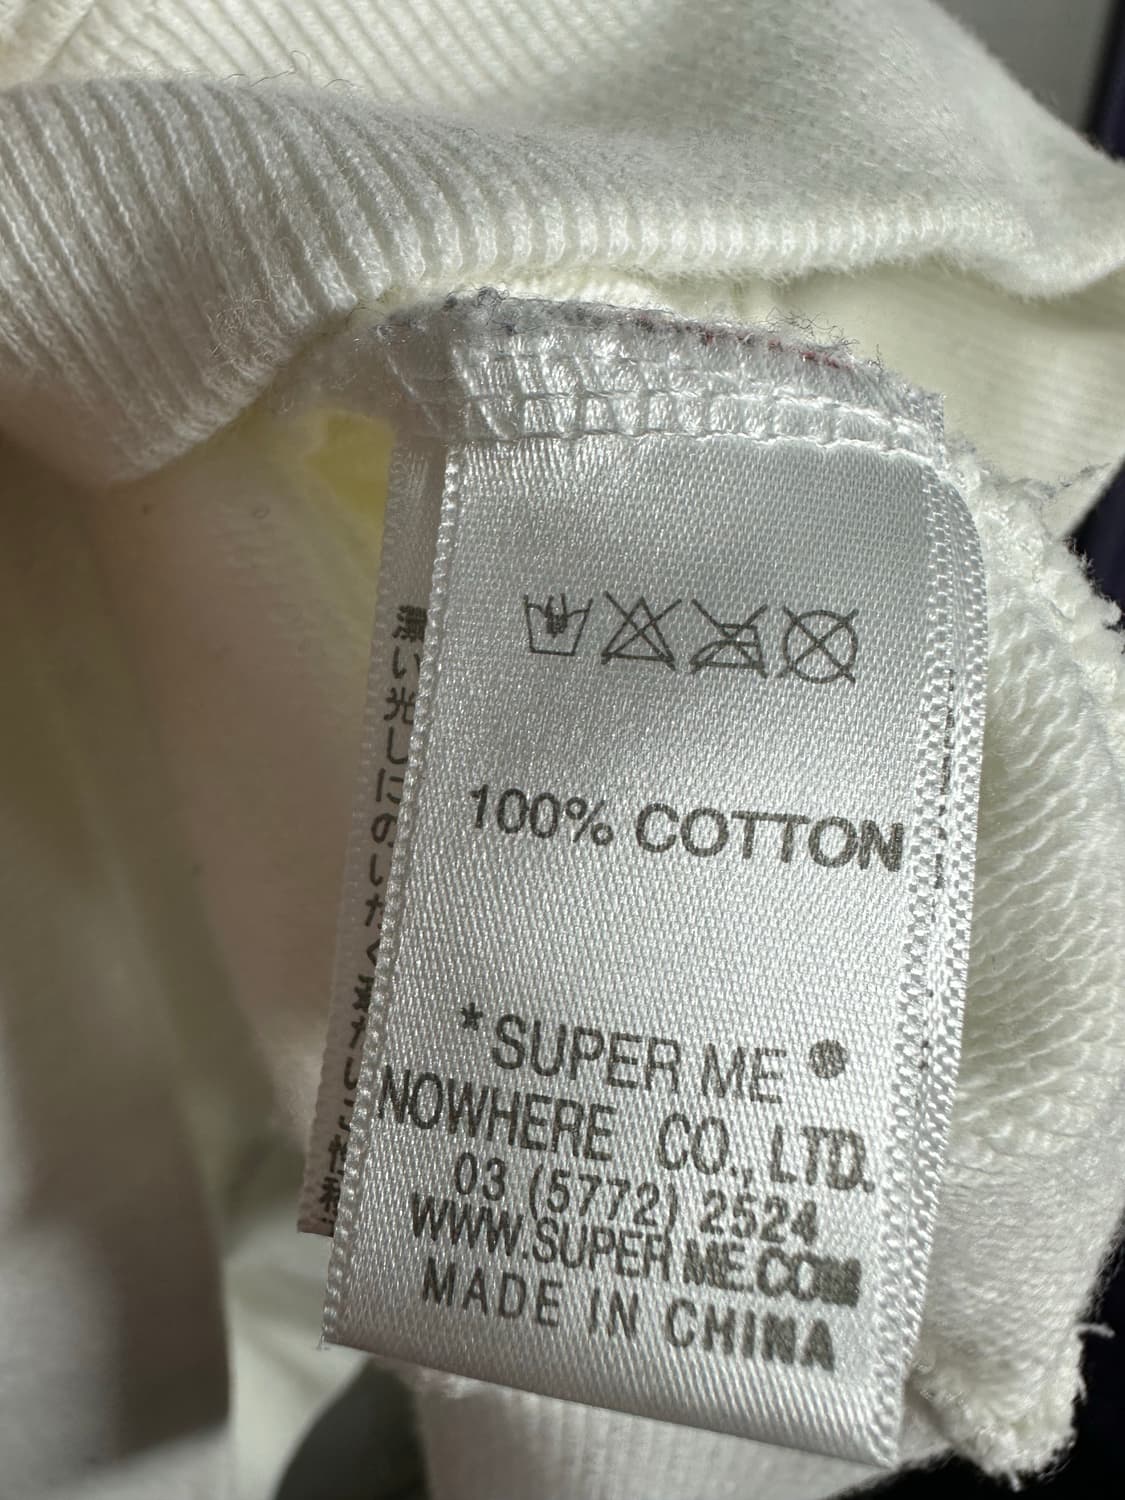 100% COTTON
*SUPER ME●
NOWHERE CO., LTD.
03 (5772) 2524
WWW.SUPER ME.COM
MADE IN CHINA